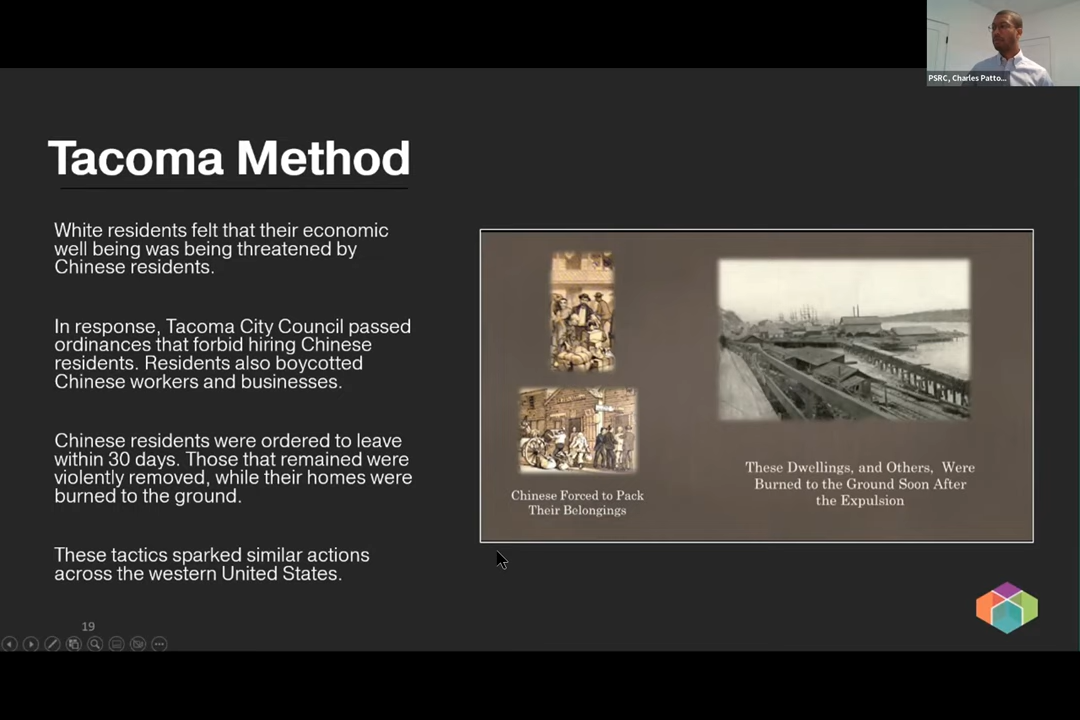 PSRC, Charles Patto...
Tacoma Method
White residents felt that their economic
well being was being threatened by
Chinese residents.
In response, Tacoma City Council passed
ordinances that forbid hiring Chinese
residents. Residents also boycotted
Chinese workers and businesses.
Chinese residents were ordered to leave
within 30 days. Those that remained were
violently removed, while their homes were
burned to the ground.
These tactics sparked similar actions
across the western United States.
Chinese Forced to Pack
Their Belongings
These Dwellings, and Others, Were
Burned to the Ground Soon After
the Expulsion
19